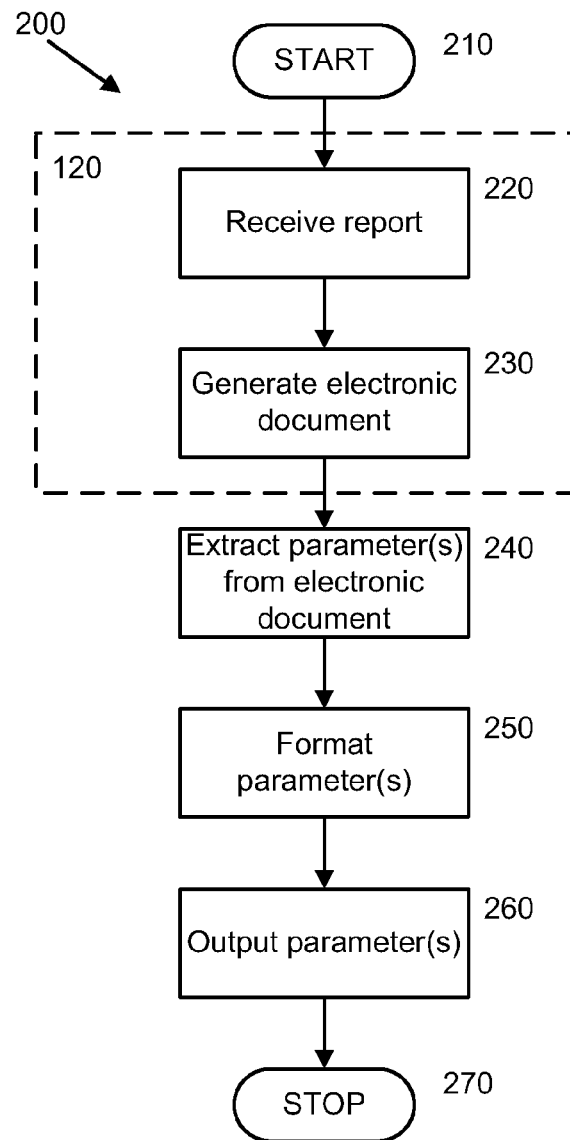 200
START
210
120
Receive report
220
Generate electronic
document
230
Extract parameter(s)
from electronic
document
240
Format
parameter(s)
250
Output parameter(s)
260
STOP
270